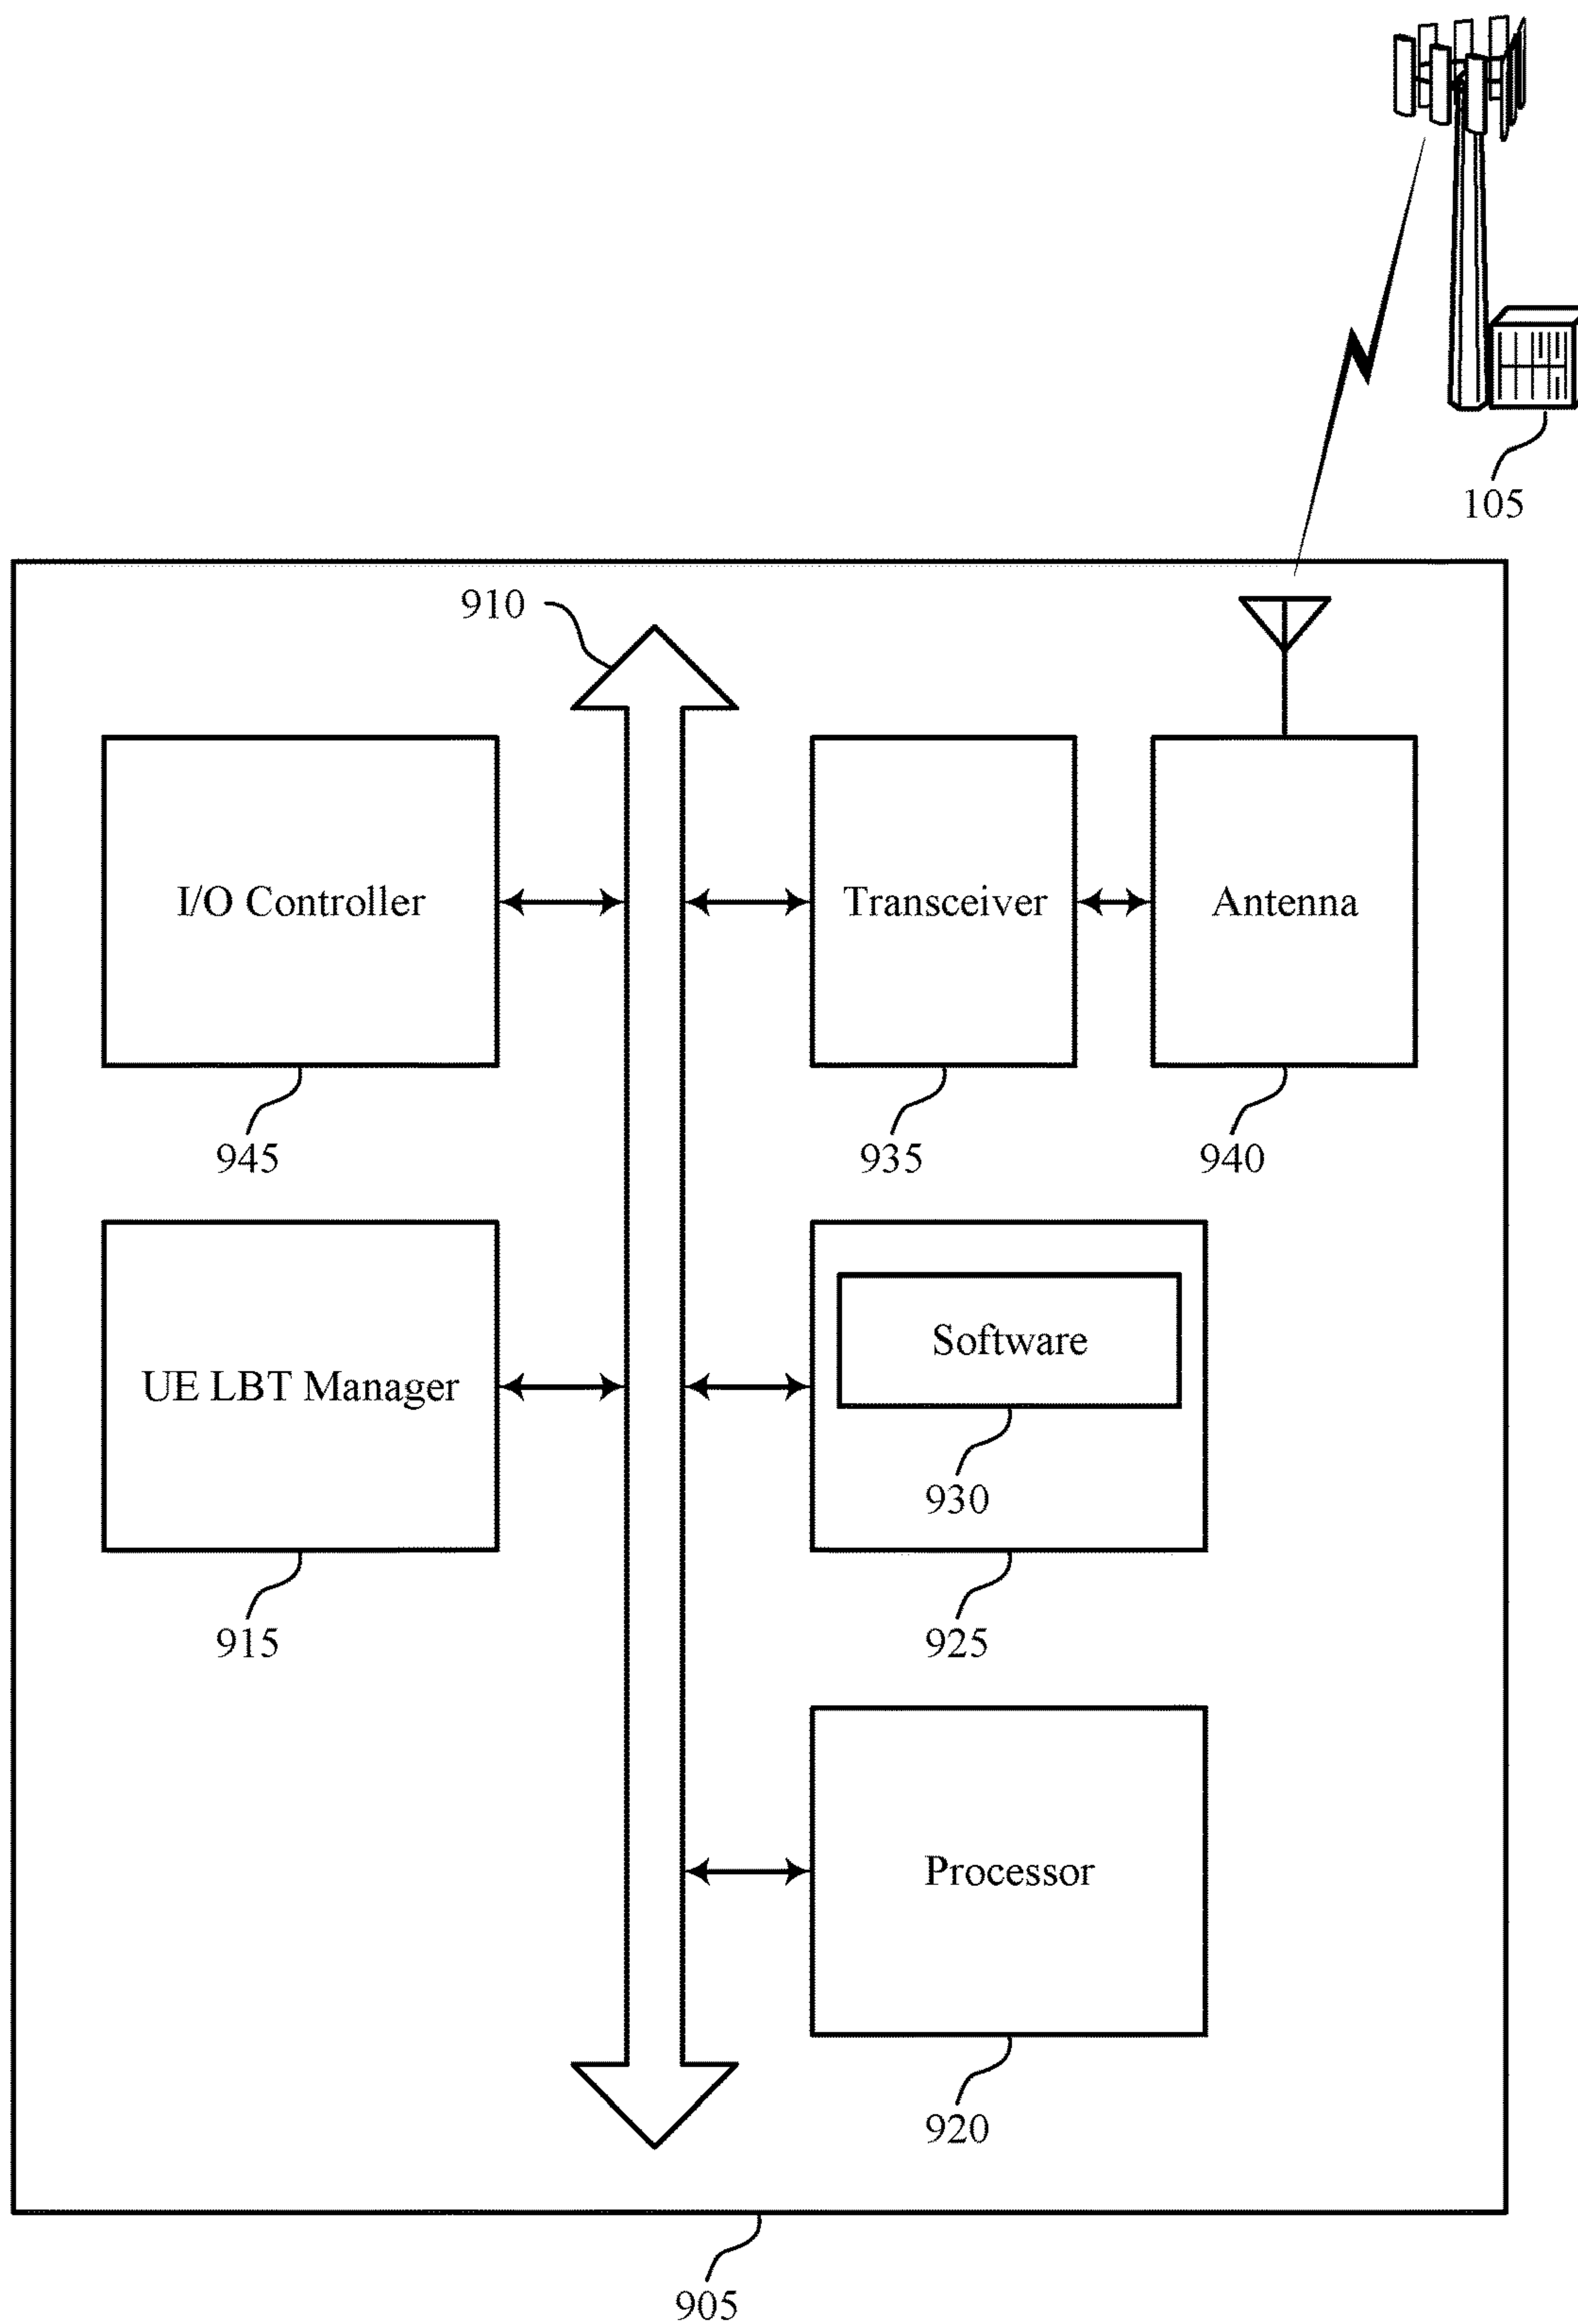 105
910
I/O Controller
Transceiver
Antenna
945
935
940
UE LBT Manager
Software
930
915
925
Processor
920
905